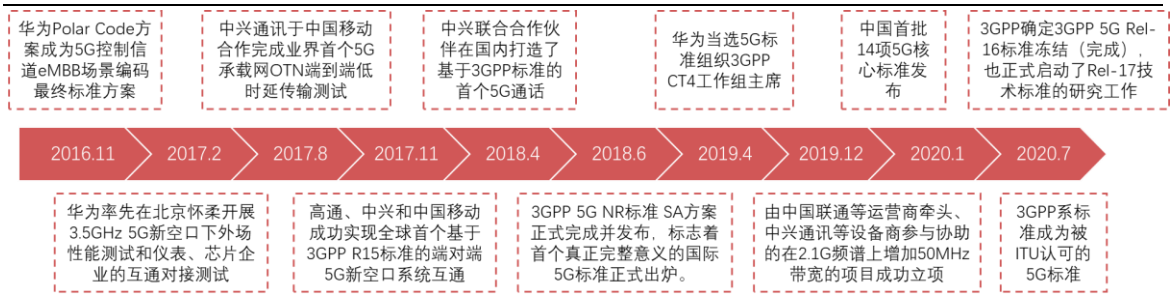 华为Polar Code方
案成为5G控制信
道eMBB场景编码
最终标准方案
中兴通讯于中国移动
合作完成业界首个5G
承载网OTN端到端低
时延传输测试
中兴联合合作伙
伴在国内打造了
基于3GPP标准的
首个5G通话
华为当选5G标
准组织3GPP
CT4工作组主席
中国首批
14项5G核
心标准发
布
3GPP确定3GPP 5G Rel-
16标准冻结（完成），
也正式启动了Rel-17技
术标准的研究工作
2016.11
2017.2
2017.8
2017.11
2018.4
2018.6
2019.4
2019.12
2020.1
2020.7
华为率先在北京怀柔开展
3.5GHz 5G新空口下外场
性能测试和仪表、芯片企
业的互通对接测试
高通、中兴和中国移动
成功实现全球首个基于
3GPP R15标准的端对端
5G新空口系统互通
3GPP 5G NR标准 SA方案
正式完成并发布，标志着
首个真正完整意义的国际
5G标准正式出炉。
由中国联通等运营商牵头、
中兴通讯等设备商参与协助
的在2.1G频谱上增加50MHz
带宽的项目成功立项
3GPP系标
准成为被
ITU认可的
5G标准